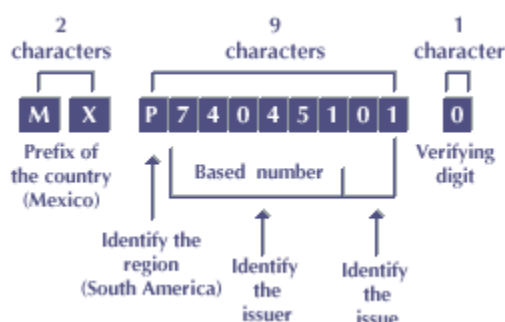 2 characters
9 characters
1 character
M X P 7 4 0 4 5 1 0 1 0
Prefix of
the country
(Mexico)
Based number
Verifying
digit
Identify the
region
(South America)
Identify
the
issuer
Identify
the
issue